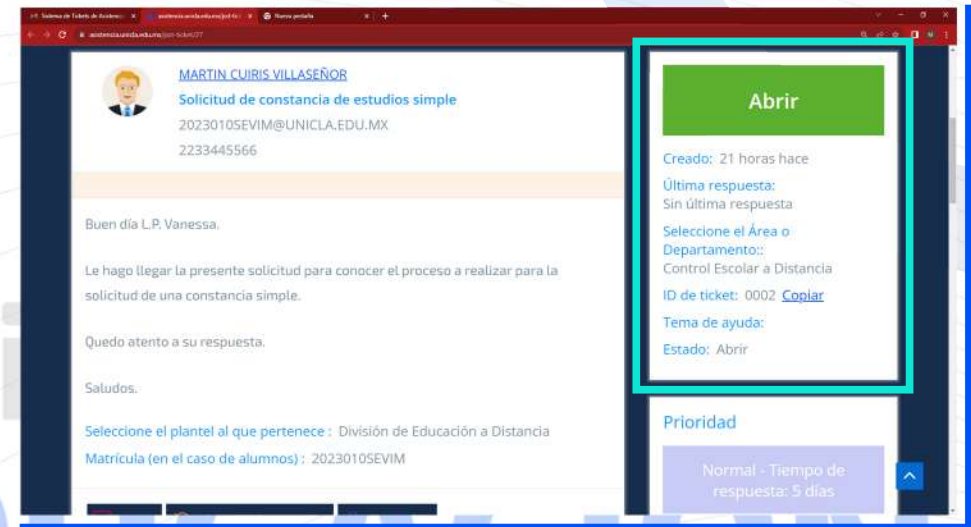 Nueva pestaña
MARTIN CUIRIS VILLASEÑOR
Solicitud de constancia de estudios simple
2023010SEVIM@UNICLA.EDU.MX
2233445566
Buen día L.P. Vanessa.
Le hago llegar la presente solicitud para conocer el proceso a realizar para la
solicitud de una constancia simple.
Quedo atento a su respuesta.
Saludos.
Seleccione el plantel al que pertenece : División de Educación a Distancia
Matrícula (en el caso de alumnos) : 2023010SEVIM
Abrir
Creado: 21 horas hace
Última respuesta:
Sin última respuesta
Seleccione el Área o
Departamento::
Control Escolar a Distancia
ID de ticket: 0002 Copiar
Tema de ayuda:
Estado: Abrir
Prioridad
Normal - Tiempo de
respuesta: 5 días